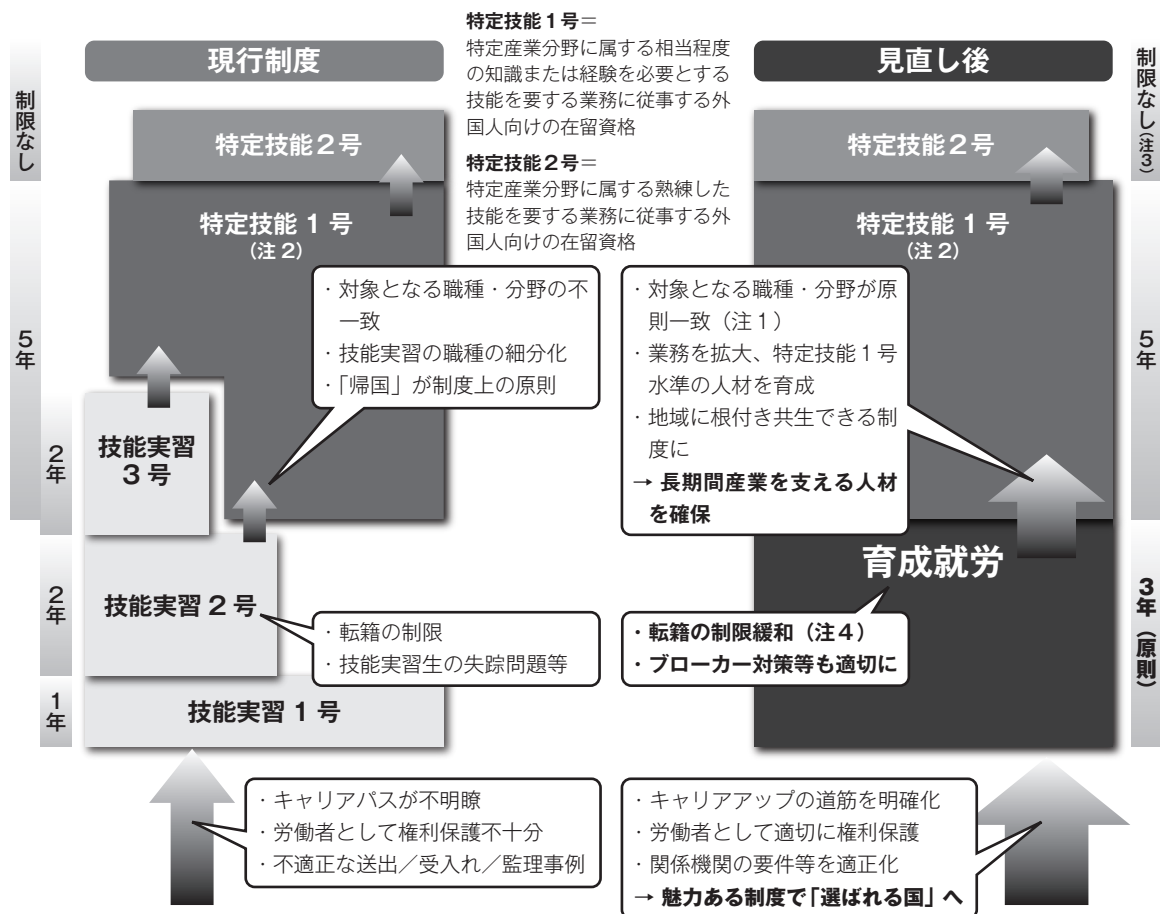 現行制度
特定技能1号＝
特定産業分野に属する相当程度
の知識または経験を必要とする
技能を要する業務に従事する外
国人向けの在留資格
特定技能2号＝
特定産業分野に属する熟練した
技能を要する業務に従事する外
国人向けの在留資格
見直し後
制限なし
5年
2年
2年
1年
特定技能2号
特定技能1号
（注2）
・対象となる職種・分野の不
一致
・技能実習の職種の細分化
・「帰国」が制度上の原則
技能実習
3号
技能実習2号
・転籍の制限
・技能実習生の失踪問題等
技能実習1号
・キャリアパスが不明瞭
・労働者として権利保護不十分
・不適正な送出／受入れ／監理事例
特定技能2号
特定技能1号
（注2）
・対象となる職種・分野が原
則一致（注1）
・業務を拡大、特定技能1号
水準の人材を育成
・地域に根付き共生できる制
度に
→ 長期間産業を支える人材
を確保
育成就労
・転籍の制限緩和（注4）
・ブローカー対策等も適切に
・キャリアアップの道筋を明確化
・労働者として適切に権利保護
・関係機関の要件等を適正化
→ 魅力ある制度で「選ばれる国」へ
制限なし（注3）
5年
3年（原則）